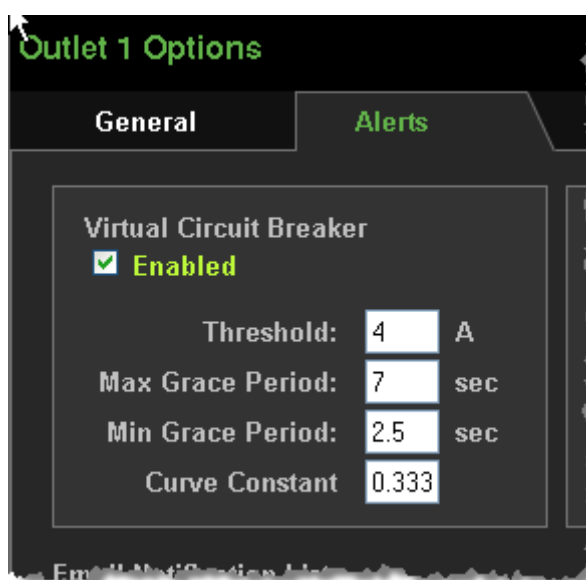 Outlet 1 Options
General Alerts
Virtual Circuit Breaker
Enabled
Threshold: 4 A
Max Grace Period: 7 sec
Min Grace Period: 2.5 sec
Curve Constant 0.333